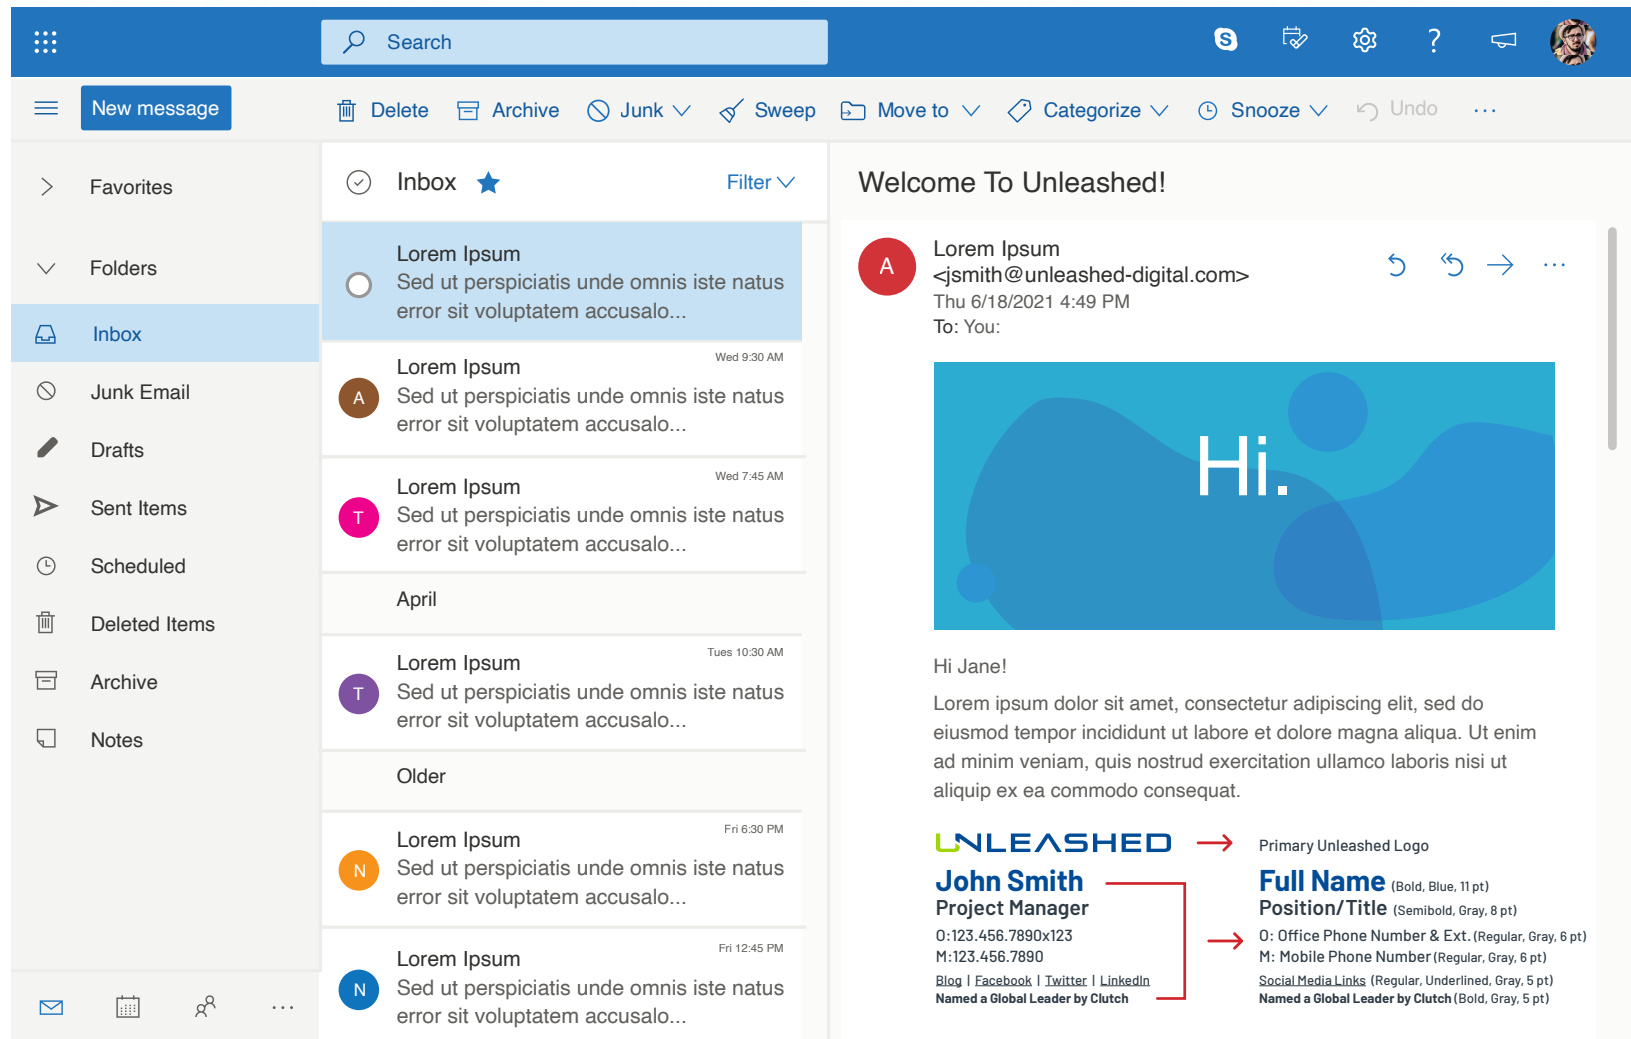 Search
New message
Delete
Archive
Junk
Sweep
Move to
Categorize
Snooze
Undo
Favorites
Folders
Inbox
Junk Email
Drafts
Sent Items
Scheduled
Deleted Items
Archive
Notes
Inbox
Filter
Lorem Ipsum
Sed ut perspiciatis unde omnis iste natus
error sit voluptatem accusalo...
Wed 9:30 AM
A
Lorem Ipsum
Sed ut perspiciatis unde omnis iste natus
error sit voluptatem accusalo...
Wed 7:45 AM
T
Lorem Ipsum
Sed ut perspiciatis unde omnis iste natus
error sit voluptatem accusalo...
April
Tues 10:30 AM
T
Lorem Ipsum
Sed ut perspiciatis unde omnis iste natus
error sit voluptatem accusalo...
Older
Fri 6:30 PM
N
Lorem Ipsum
Sed ut perspiciatis unde omnis iste natus
error sit voluptatem accusalo...
Fri 12:45 PM
N
Lorem Ipsum
Sed ut perspiciatis unde omnis iste natus
error sit voluptatem accusalo...
Welcome To Unleashed!
A
Lorem Ipsum
<jsmith@unleashed-digital.com>
Thu 6/18/2021 4:49 PM
To: You:
Hi.
Hi Jane!
Lorem ipsum dolor sit amet, consectetur adipiscing elit, sed do
eiusmod tempor incididunt ut labore et dolore magna aliqua. Ut enim
ad minim veniam, quis nostrud exercitation ullamco laboris nisi ut
aliquip ex ea commodo consequat.
UNLEASHED
John Smith
Project Manager
O:123.456.7890x123
M:123.456.7890
Blog | Facebook | Twitter | LinkedIn
Named a Global Leader by Clutch
Primary Unleashed Logo
Full Name (Bold, Blue, 11 pt)
Position/Title (Semibold, Gray, 8 pt)
O: Office Phone Number & Ext. (Regular, Gray, 6 pt)
M: Mobile Phone Number (Regular, Gray, 6 pt)
Social Media Links (Regular, Underlined, Gray, 5 pt)
Named a Global Leader by Clutch (Bold, Gray, 5 pt)